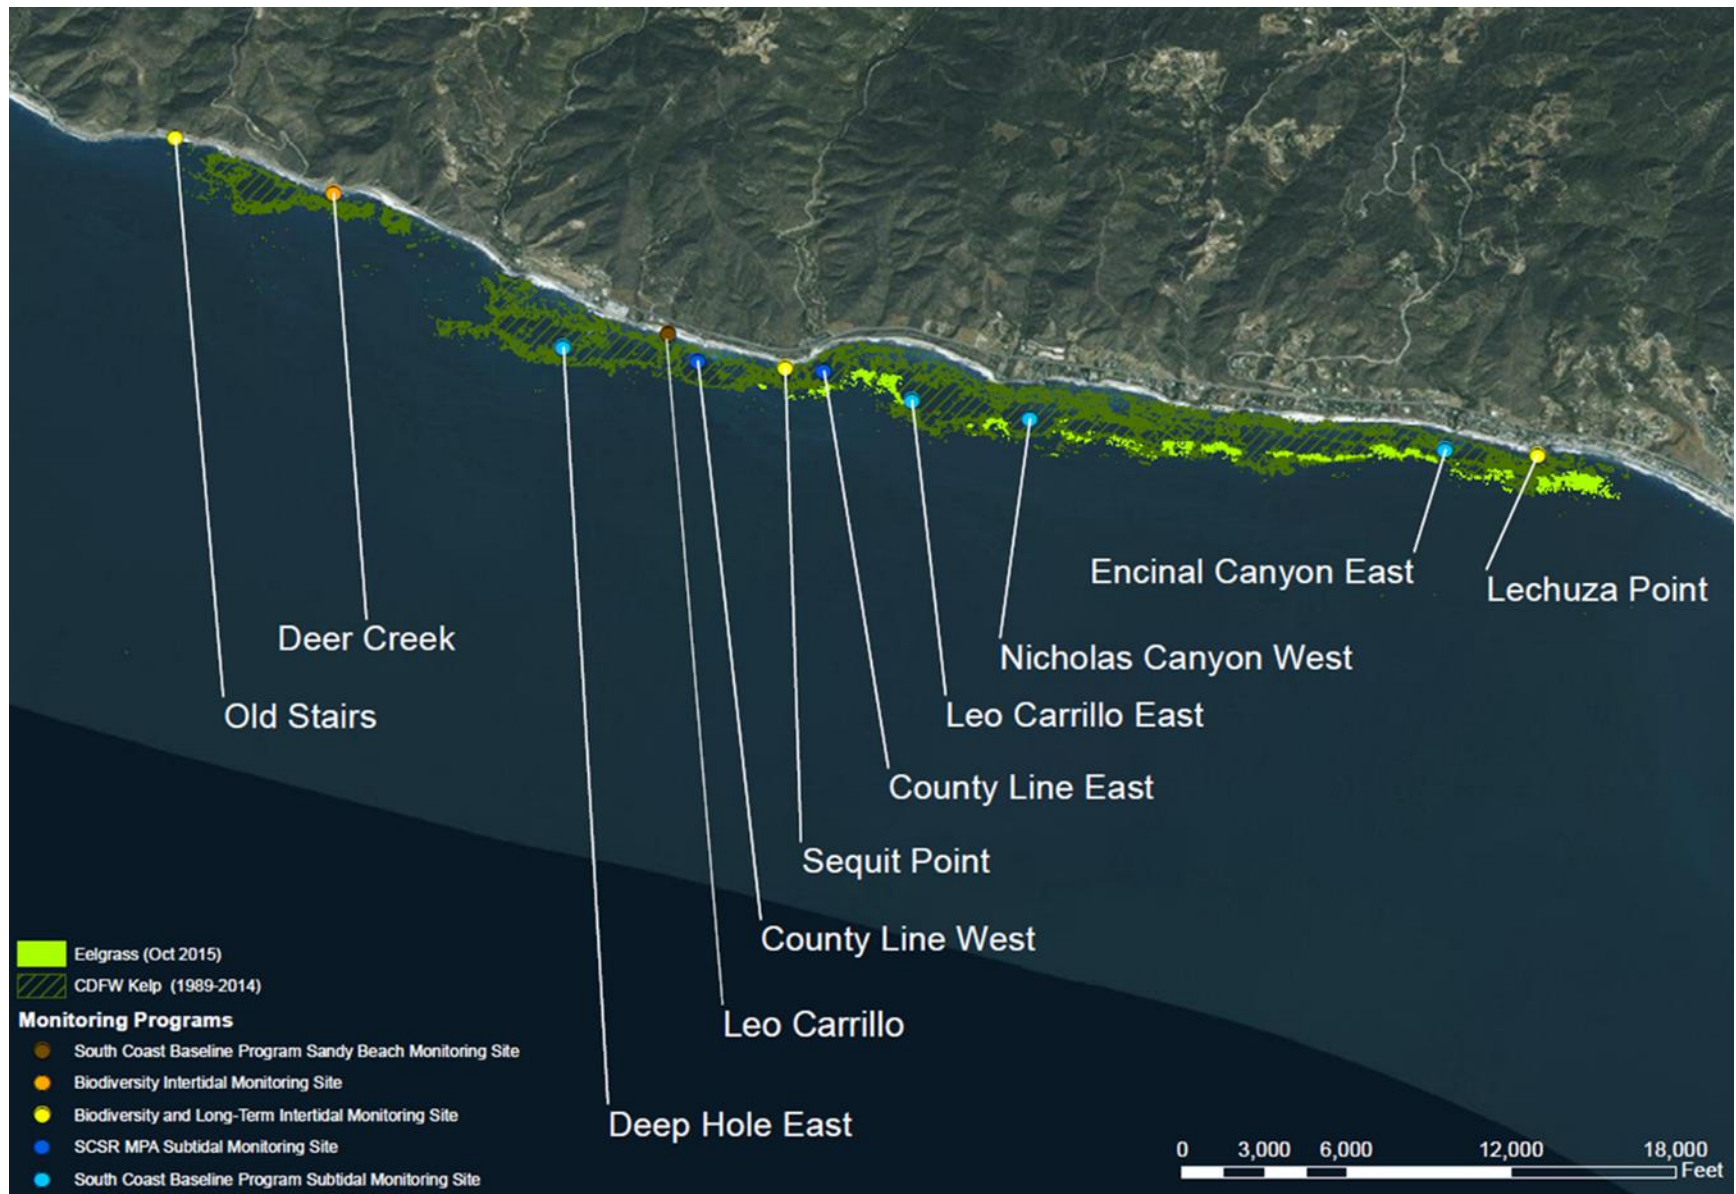 Encinal Canyon East
Lechuza Point
Deer Creek
Nicholas Canyon West
Old Stairs
Leo Carrillo East
County Line East
Sequit Point
County Line West
Leo Carrillo
Deep Hole East
Eelgrass (Oct 2015)
CDFW Kelp (1989-2014)
Monitoring Programs
South Coast Baseline Program Sandy Beach Monitoring Site
Biodiversity Intertidal Monitoring Site
Biodiversity and Long-Term Intertidal Monitoring Site
SCSR MPA Subtidal Monitoring Site
South Coast Baseline Program Subtidal Monitoring Site
0 3,000 6,000 12,000 18,000
Feet